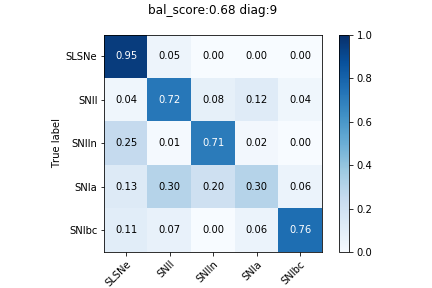 bal_score:0.68 diag:9
SLSNe 0.95 0.05 0.00 0.00 0.00
SNII 0.04 0.72 0.08 0.12 0.04
SNIIn 0.25 0.01 0.71 0.02 0.00
SNIa 0.13 0.30 0.20 0.30 0.06
SNIbc 0.11 0.07 0.00 0.06 0.76
SLSNe SNII SNIIn SNIa SNIbc
True label
1.0
0.8
0.6
0.4
0.2
0.0